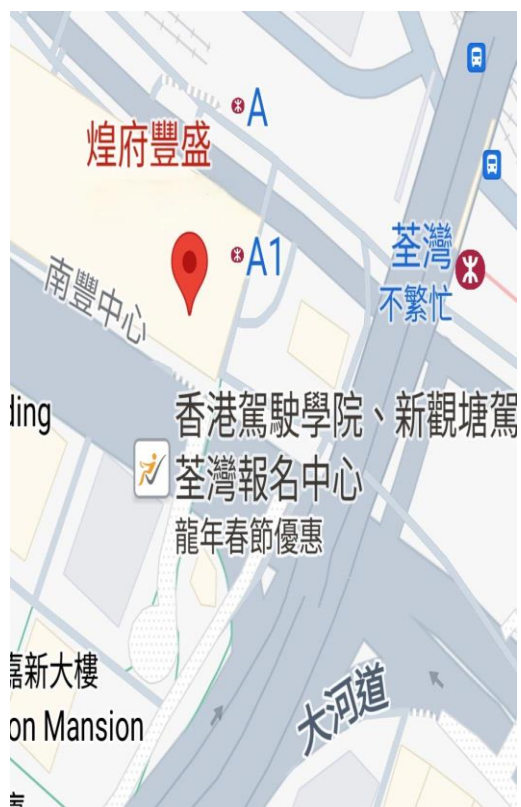 A
煌府豐盛
A1
荃灣
不繁忙
南豐中心
ding
香港駕駛學院、新觀塘駕
荃灣報名中心
龍年春節優惠
嘉新大樓
on Mansion
大河道